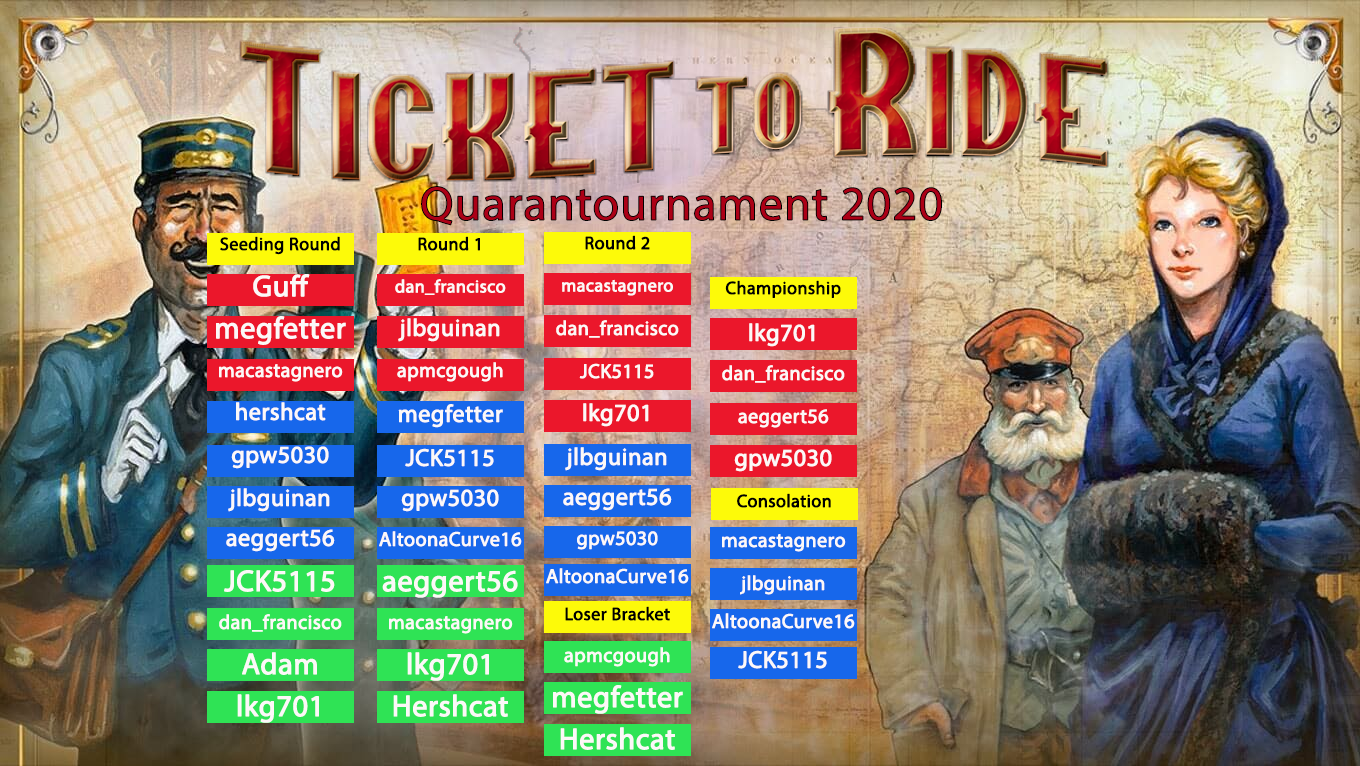 TICKET TO RIDE
Quarantournament 2020
Seeding Round
Guff
megfetter
macastagnero
hershcat
gpw5030
jlbguinan
aeggert56
JCK5115
dan_francisco
Adam
lkg701
Round 1
dan_francisco
jlbguinan
apmcgough
megfetter
JCK5115
gpw5030
AltoonaCurve16
aeggert56
macastagnero
lkg701
Hershcat
Round 2
macastagnero
dan_francisco
JCK5115
lkg701
jlbguinan
aeggert56
gpw5030
AltoonaCurve16
Loser Bracket
apmcgough
megfetter
Hershcat
Championship
lkg701
dan_francisco
aeggert56
gpw5030
Consolation
macastagnero
jlbguinan
AltoonaCurve16
JCK5115